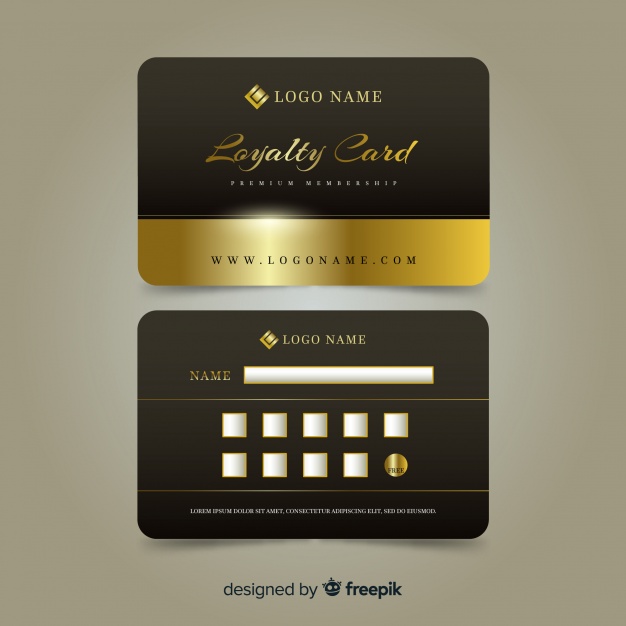 LOGO NAME
Loyalty Card
PREMIUM MEMBERSHIP
WWW.LOGONAME.COM
LOGO NAME
NAME
FREE
LOREM IPSUM DOLOR SIT AMET, CONSECTETUR ADIPISCING ELIT, SED DO EIUSMOD.
designed by freepik